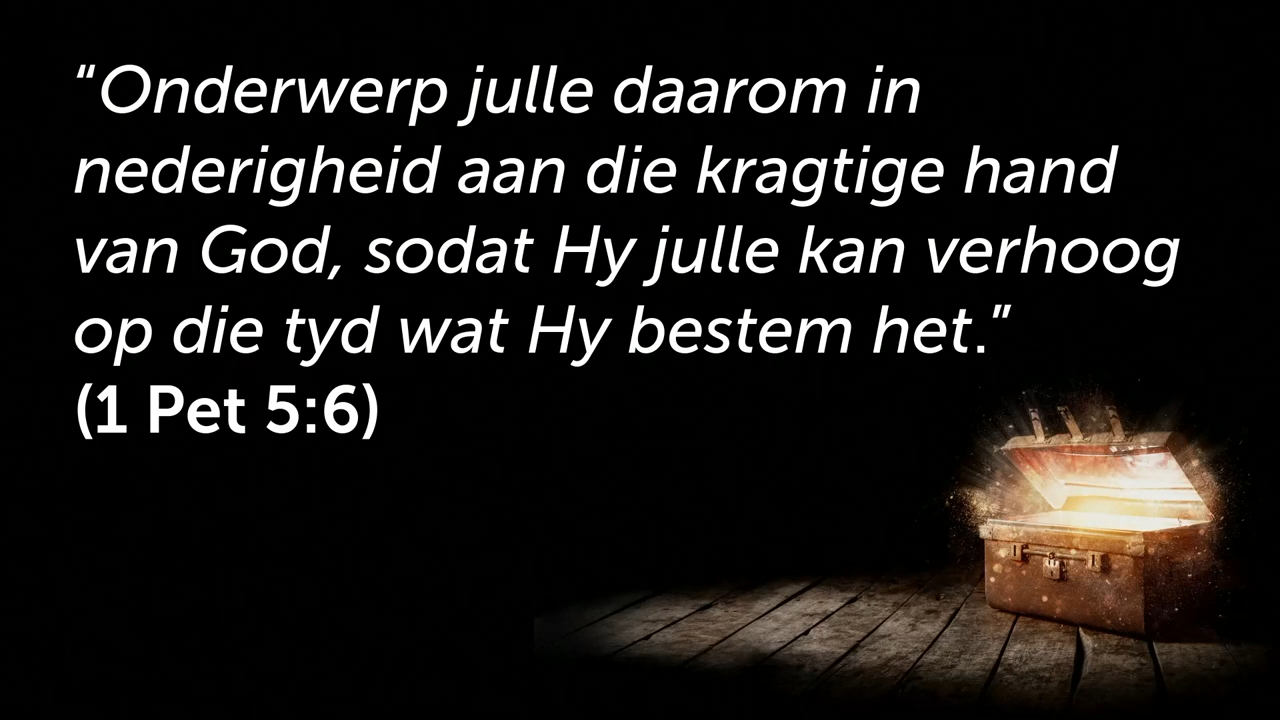 “Onderwerp julle daarom in
nederigheid aan die kragtige hand
van God, sodat Hy julle kan verhoog
op die tyd wat Hy bestem het.”
(1 Pet 5:6)